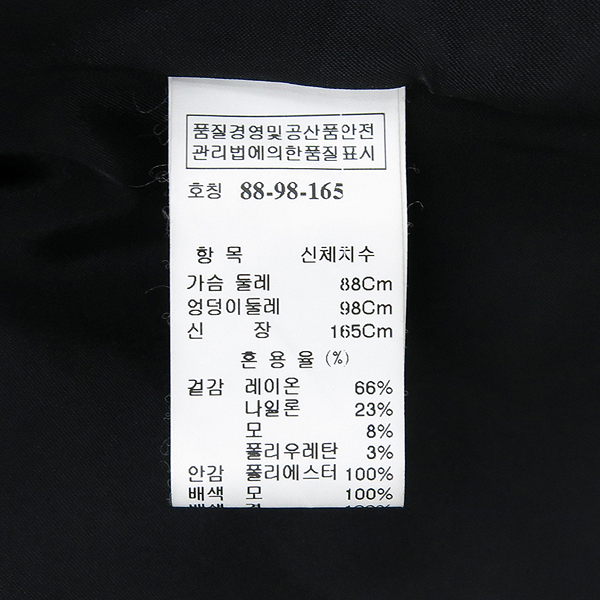 품질경영및공산품안전
관리법에의한품질표시
호칭 88-98-165
항 목 신체치수
가슴 둘레 88Cm
엉덩이둘레 98Cm
신 장 165Cm
혼 용 율 (%)
겉감 레이온 66%
나일론 23%
모 8%
폴리우레탄 3%
안감 폴리에스터 100%
배색 모 100%